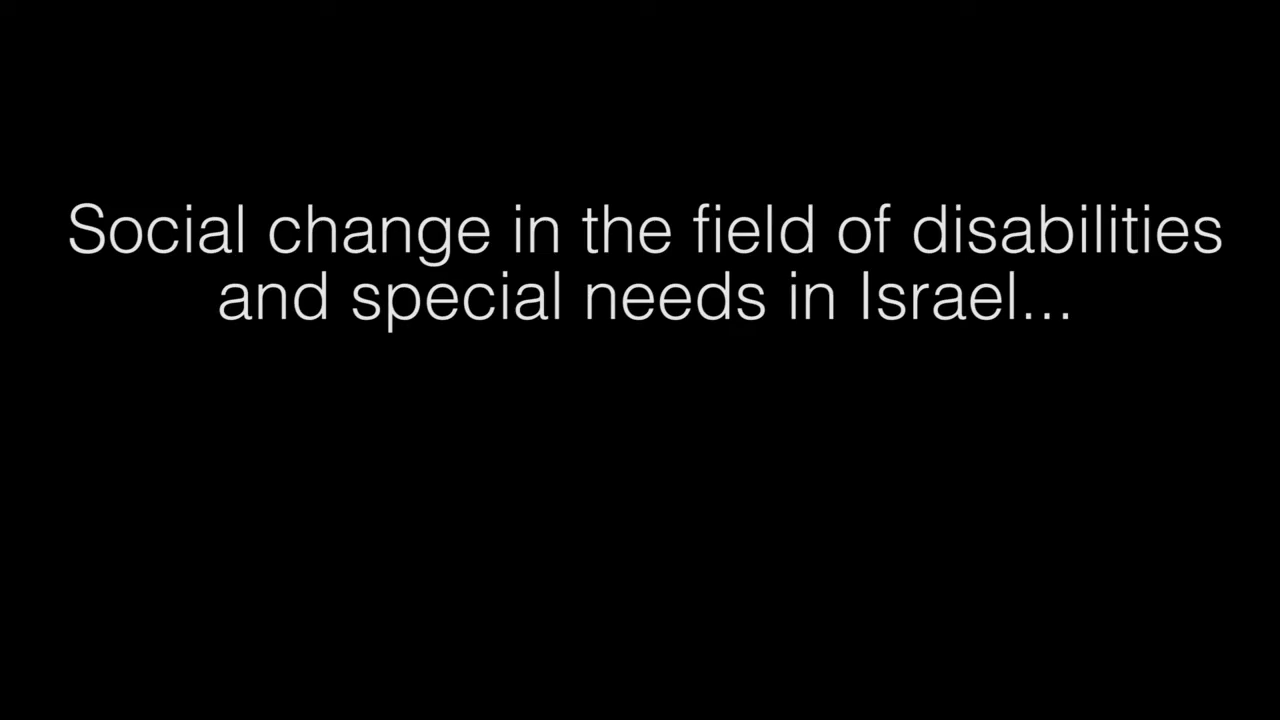 Social change in the field of disabilities
and special needs in Israel...